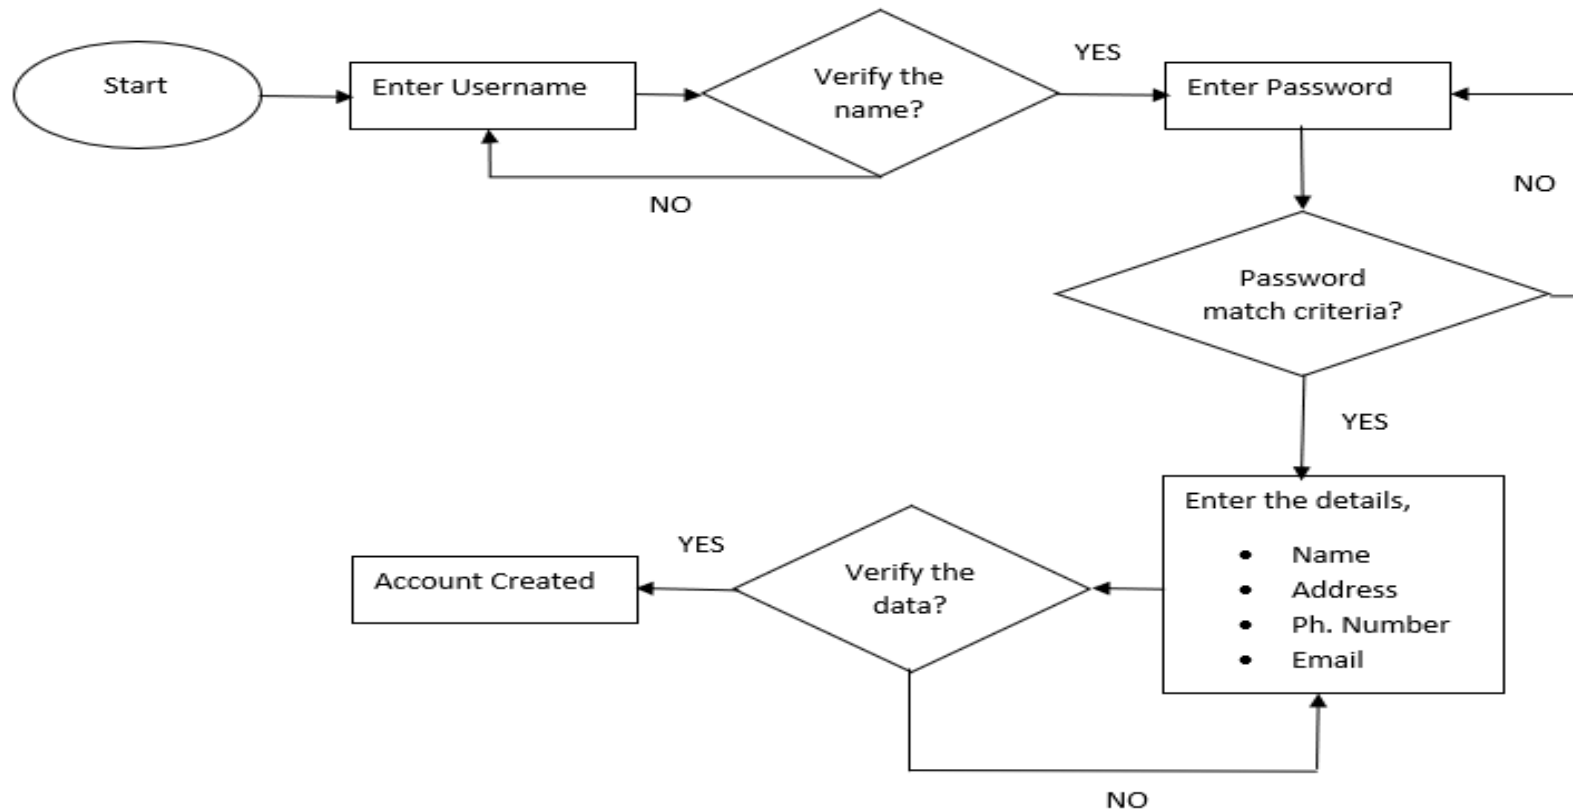 Start
Enter Username
Verify the
name?
YES
Enter Password
NO
NO
Password
match criteria?
YES
Enter the details,
• Name
• Address
• Ph. Number
• Email
Verify the
data?
YES
Account Created
NO